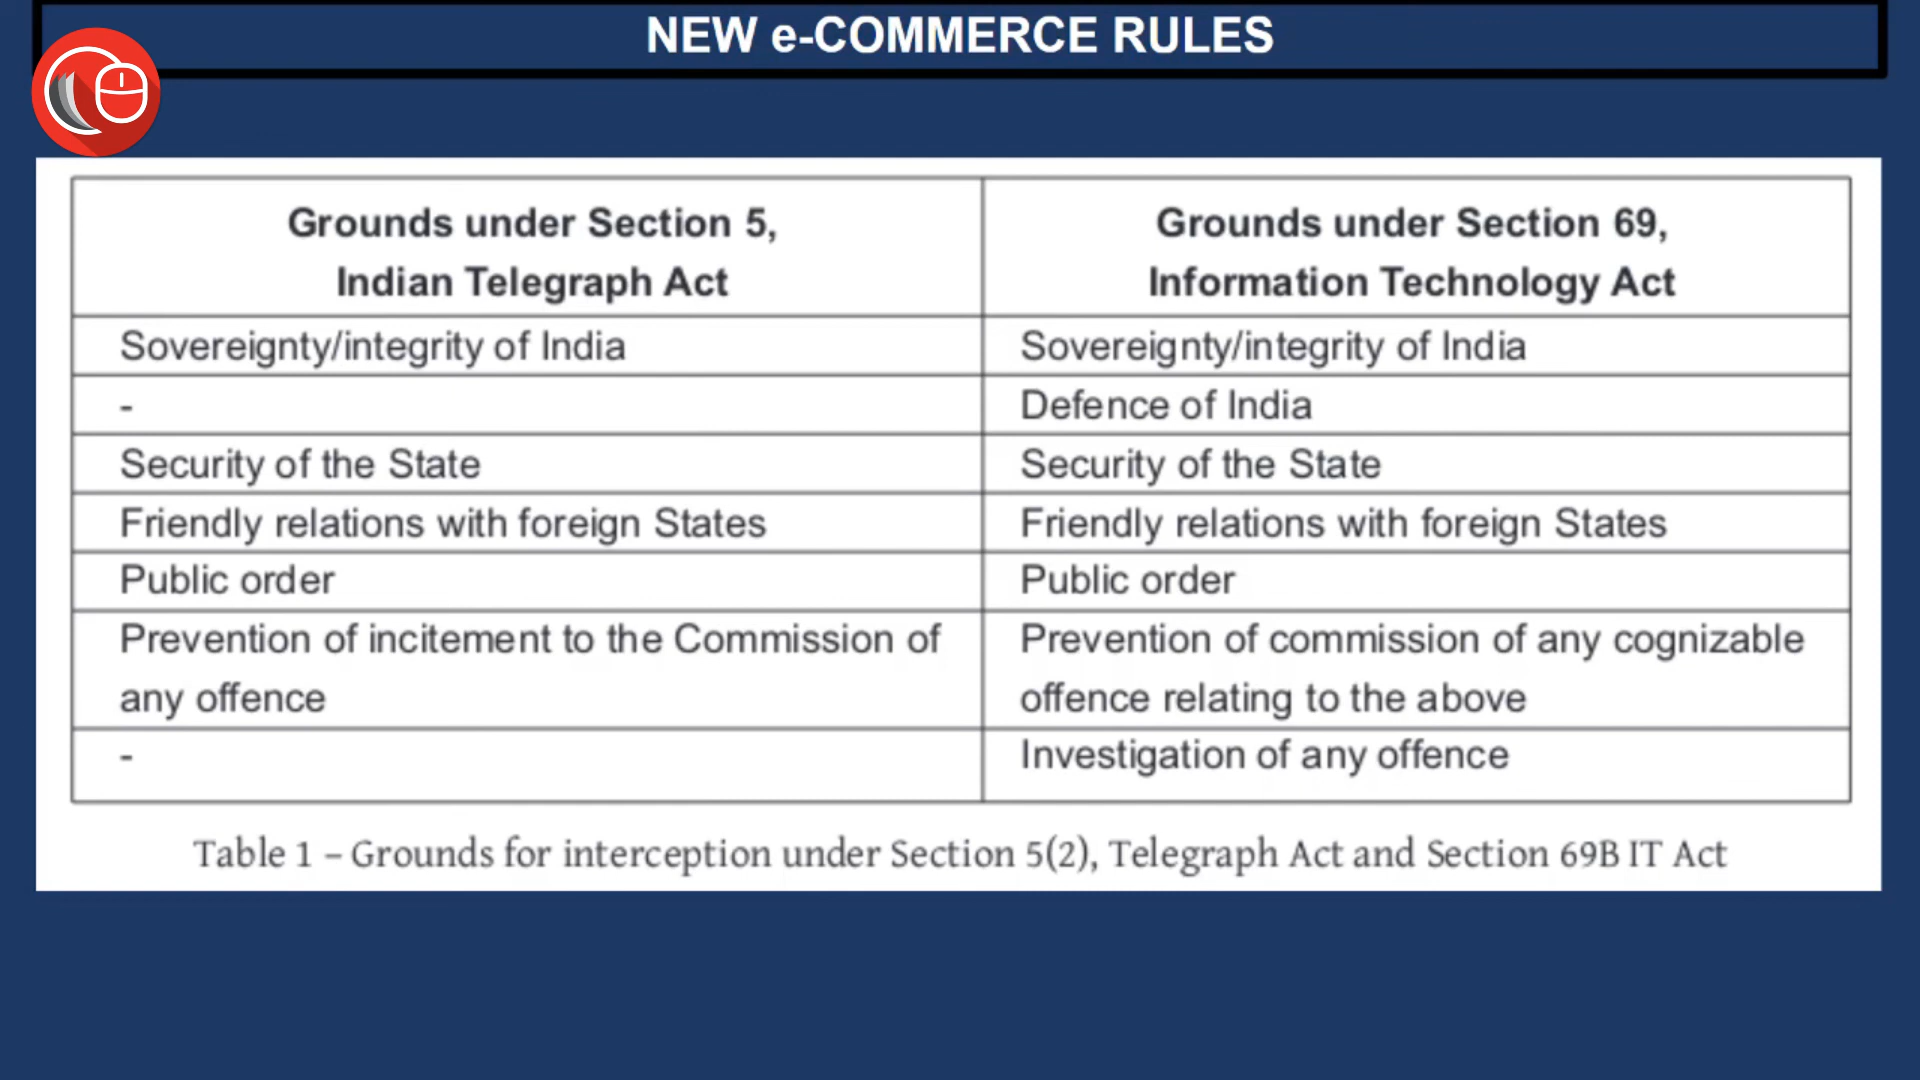 NEW e-COMMERCE RULES
Grounds under Section 5,
Indian Telegraph Act
Grounds under Section 69,
Information Technology Act
Sovereignty/integrity of India
Sovereignty/integrity of India
-
Defence of India
Security of the State
Security of the State
Friendly relations with foreign States
Friendly relations with foreign States
Public order
Public order
Prevention of incitement to the Commission of
any offence
Prevention of commission of any cognizable
offence relating to the above
-
Investigation of any offence
Table 1 – Grounds for interception under Section 5(2), Telegraph Act and Section 69B IT Act